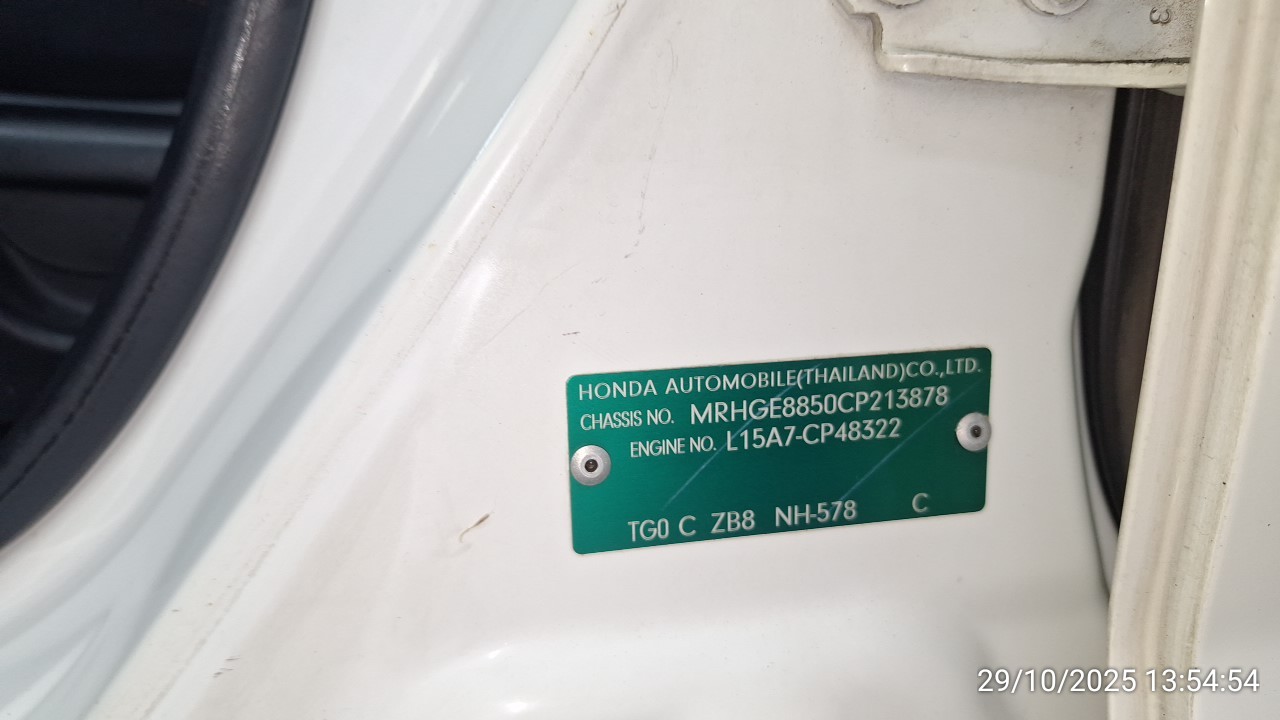 3
HONDA AUTOMOBILE(THAILAND)CO.,LTD.
CHASSIS NO. MRHGE8850CP213878
ENGINE NO. L15A7-CP48322
TG0 C ZB8 NH-578 C
29/10/2025 13:54:54